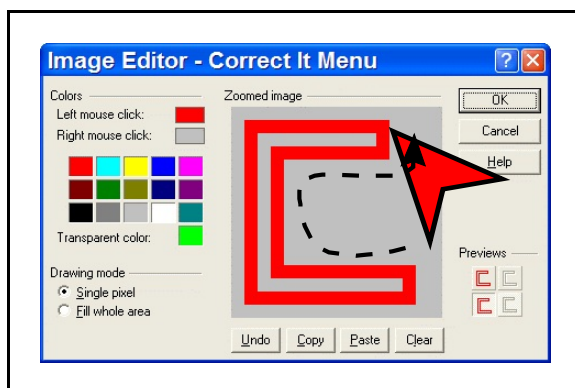 Image Editor - Correct It Menu
Colors
Left mouse click:
Right mouse click:
Transparent color:
Drawing mode
Single pixel
Fill whole area
Zoomed image
Undo Copy Paste Clear
OK
Cancel
Help
Previews